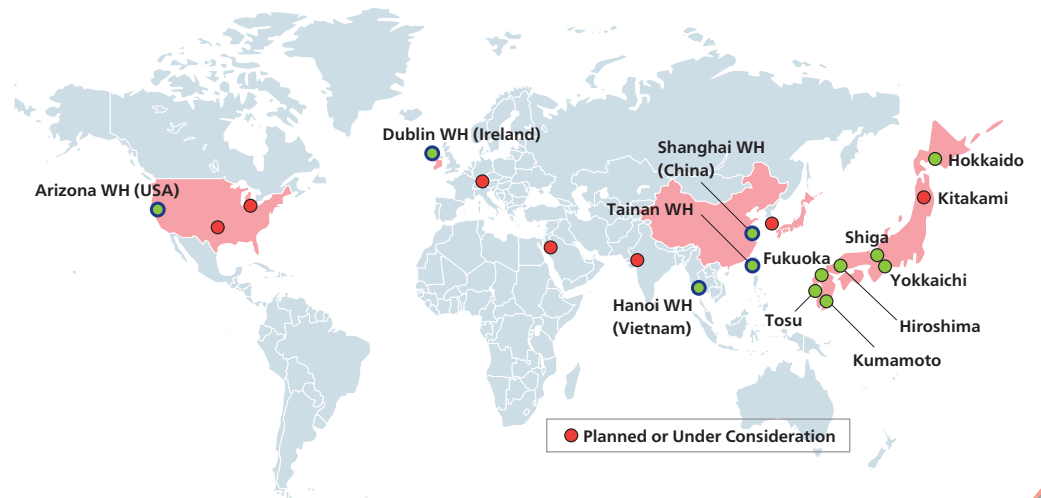 Dublin WH (Ireland)
Shanghai WH
(China)
Hokkaido
Arizona WH (USA)
Kitakami
Tainan WH
Shiga
Fukuoka
Yokkaichi
Hanoi WH
(Vietnam)
Tosu
Hiroshima
Kumamoto
Planned or Under Consideration